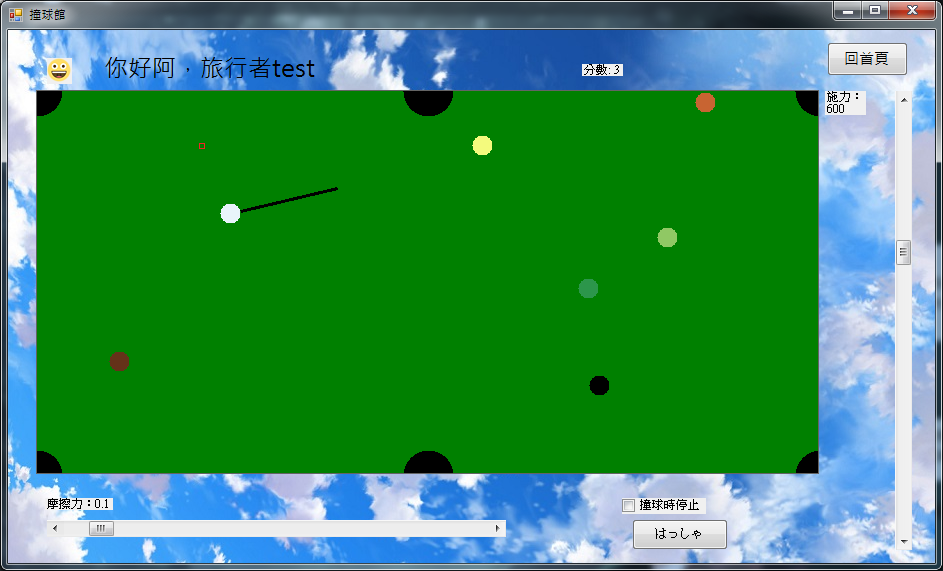 撞球館
你好阿，旅行者test
分數: 3
回首頁
施力：
600
摩擦力：0.1
撞球時停止
はっしゃ